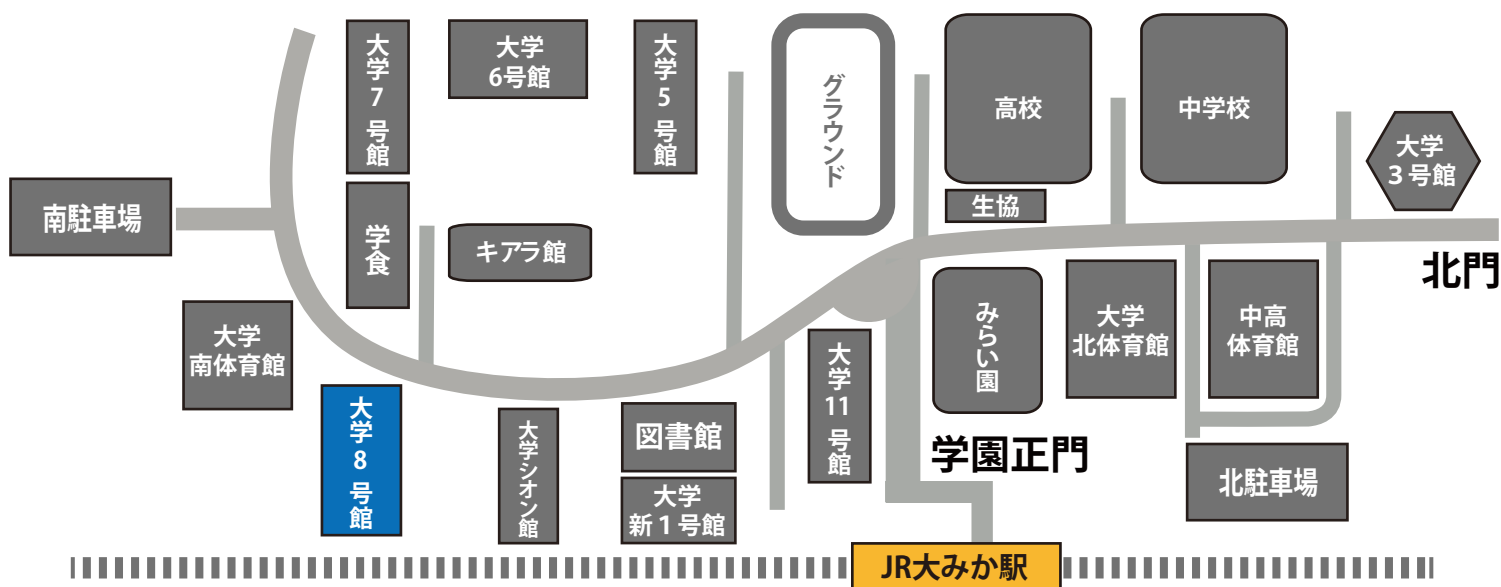 大学7号館
大学
6号館
大学5号館
グラウンド
高校
中学校
大学
3号館
南駐車場
学食
キアラ館
生協
北門
大学
南体育館
みらい園
大学
北体育館
中高
体育館
大学8号館
大学シオン館
図書館
大学
新1号館
大学11号館
学園正門
北駐車場
JR大みか駅